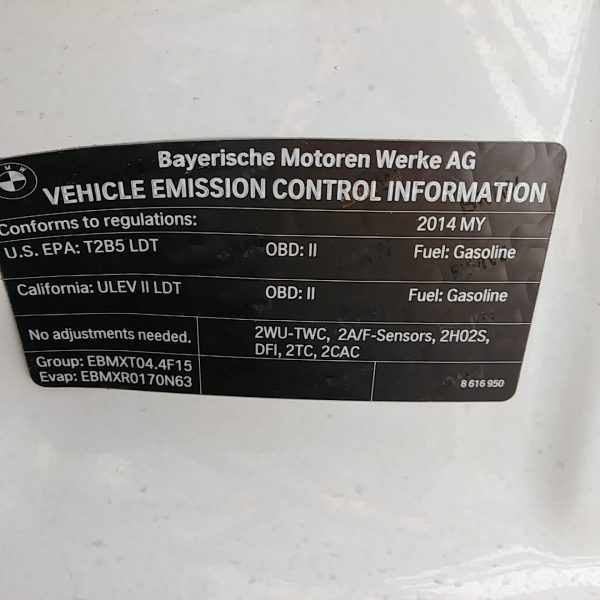 BMW
Bayerische Motoren Werke AG
VEHICLE EMISSION CONTROL INFORMATION
Conforms to regulations: 2014 MY
U.S. EPA: T2B5 LDT OBD: II Fuel: Gasoline
California: ULEV II LDT OBD: II Fuel: Gasoline
No adjustments needed. 2WU-TWC, 2A/F-Sensors, 2H02S,
DFI, 2TC, 2CAC
Group: EBMXT04.4F15
Evap: EBMXR0170N63 8 616 950